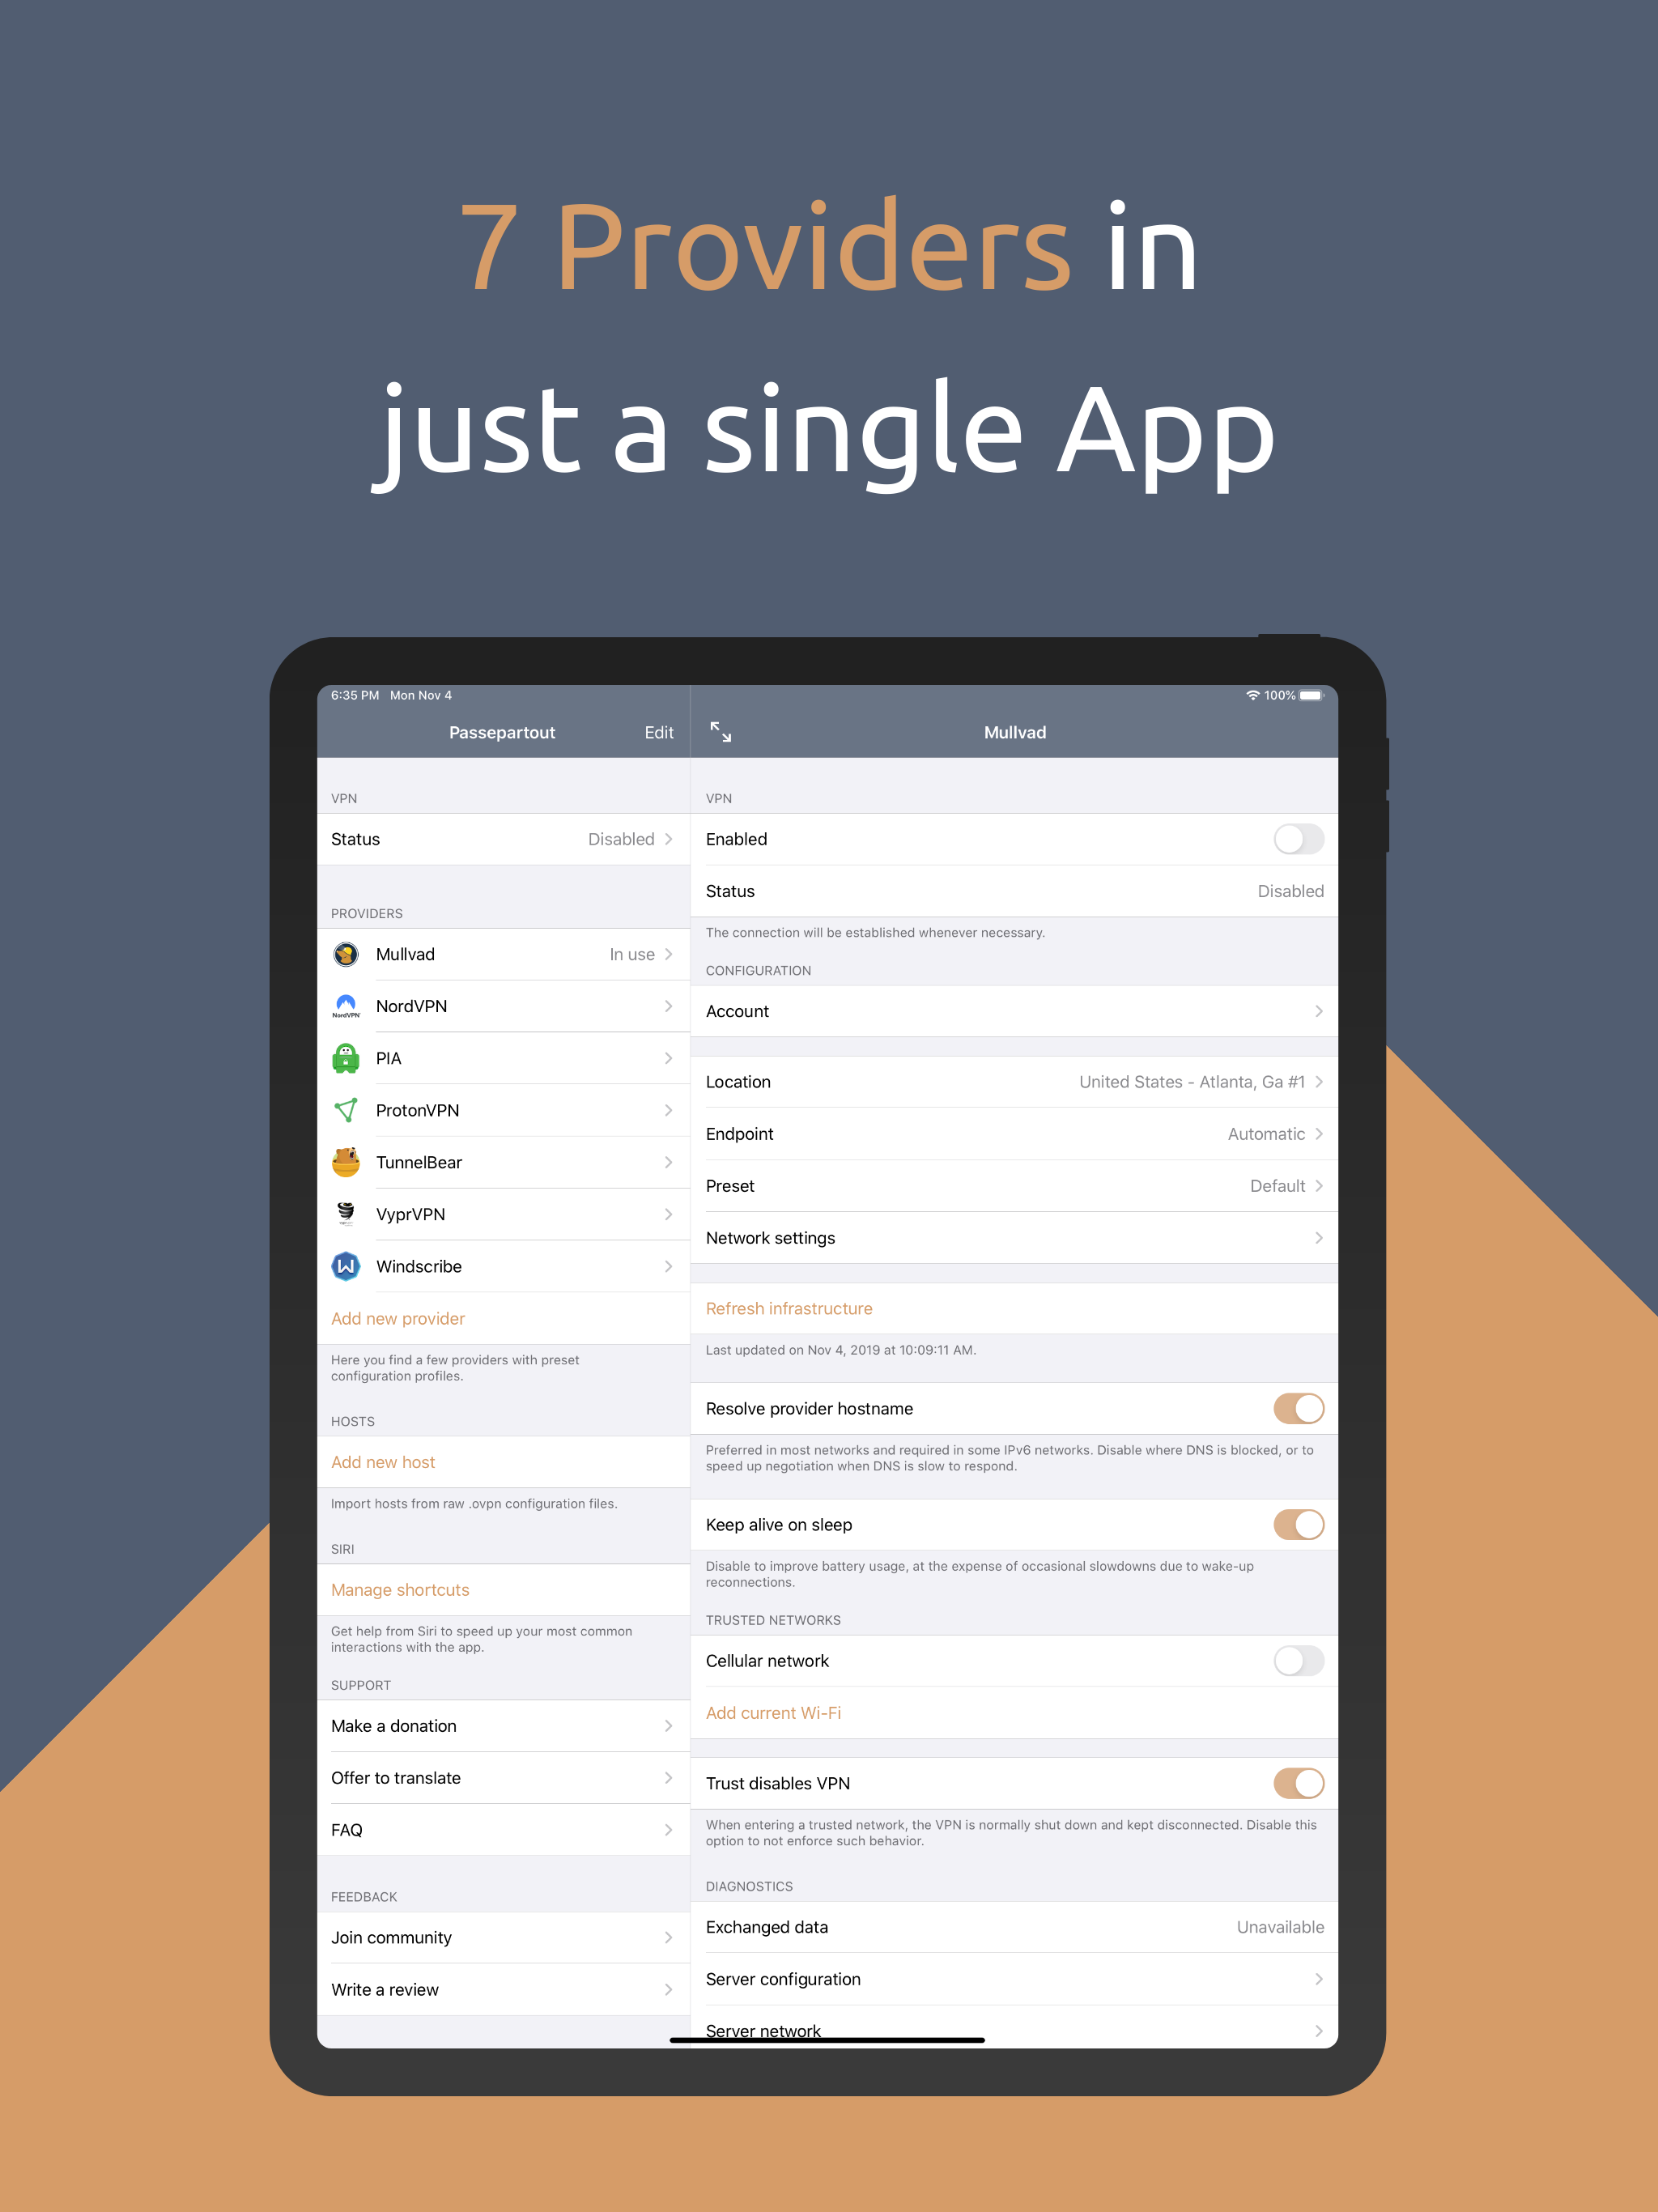 7 Providers in
just a single App
6:35 PM Mon Nov 4
100%
Passepartout
Edit
VPN
Status
Disabled
PROVIDERS
Mullvad
In use
NordVPN
NordVPN
PIA
ProtonVPN
TunnelBear
VyprVPN
Windscribe
Add new provider
Here you find a few providers with preset
configuration profiles.
HOSTS
Add new host
Import hosts from raw .ovpn configuration files.
SIRI
Manage shortcuts
Get help from Siri to speed up your most common
interactions with the app.
SUPPORT
Make a donation
Offer to translate
FAQ
FEEDBACK
Join community
Write a review
Mullvad
VPN
Enabled
Status
Disabled
The connection will be established whenever necessary.
CONFIGURATION
Account
Location
United States - Atlanta, Ga #1
Endpoint
Automatic
Preset
Default
Network settings
Refresh infrastructure
Last updated on Nov 4, 2019 at 10:09:11 AM.
Resolve provider hostname
Preferred in most networks and required in some IPv6 networks. Disable where DNS is blocked, or to
speed up negotiation when DNS is slow to respond.
Keep alive on sleep
Disable to improve battery usage, at the expense of occasional slowdowns due to wake-up
reconnections.
TRUSTED NETWORKS
Cellular network
Add current Wi-Fi
Trust disables VPN
When entering a trusted network, the VPN is normally shut down and kept disconnected. Disable this
option to not enforce such behavior.
DIAGNOSTICS
Exchanged data
Unavailable
Server configuration
Server network